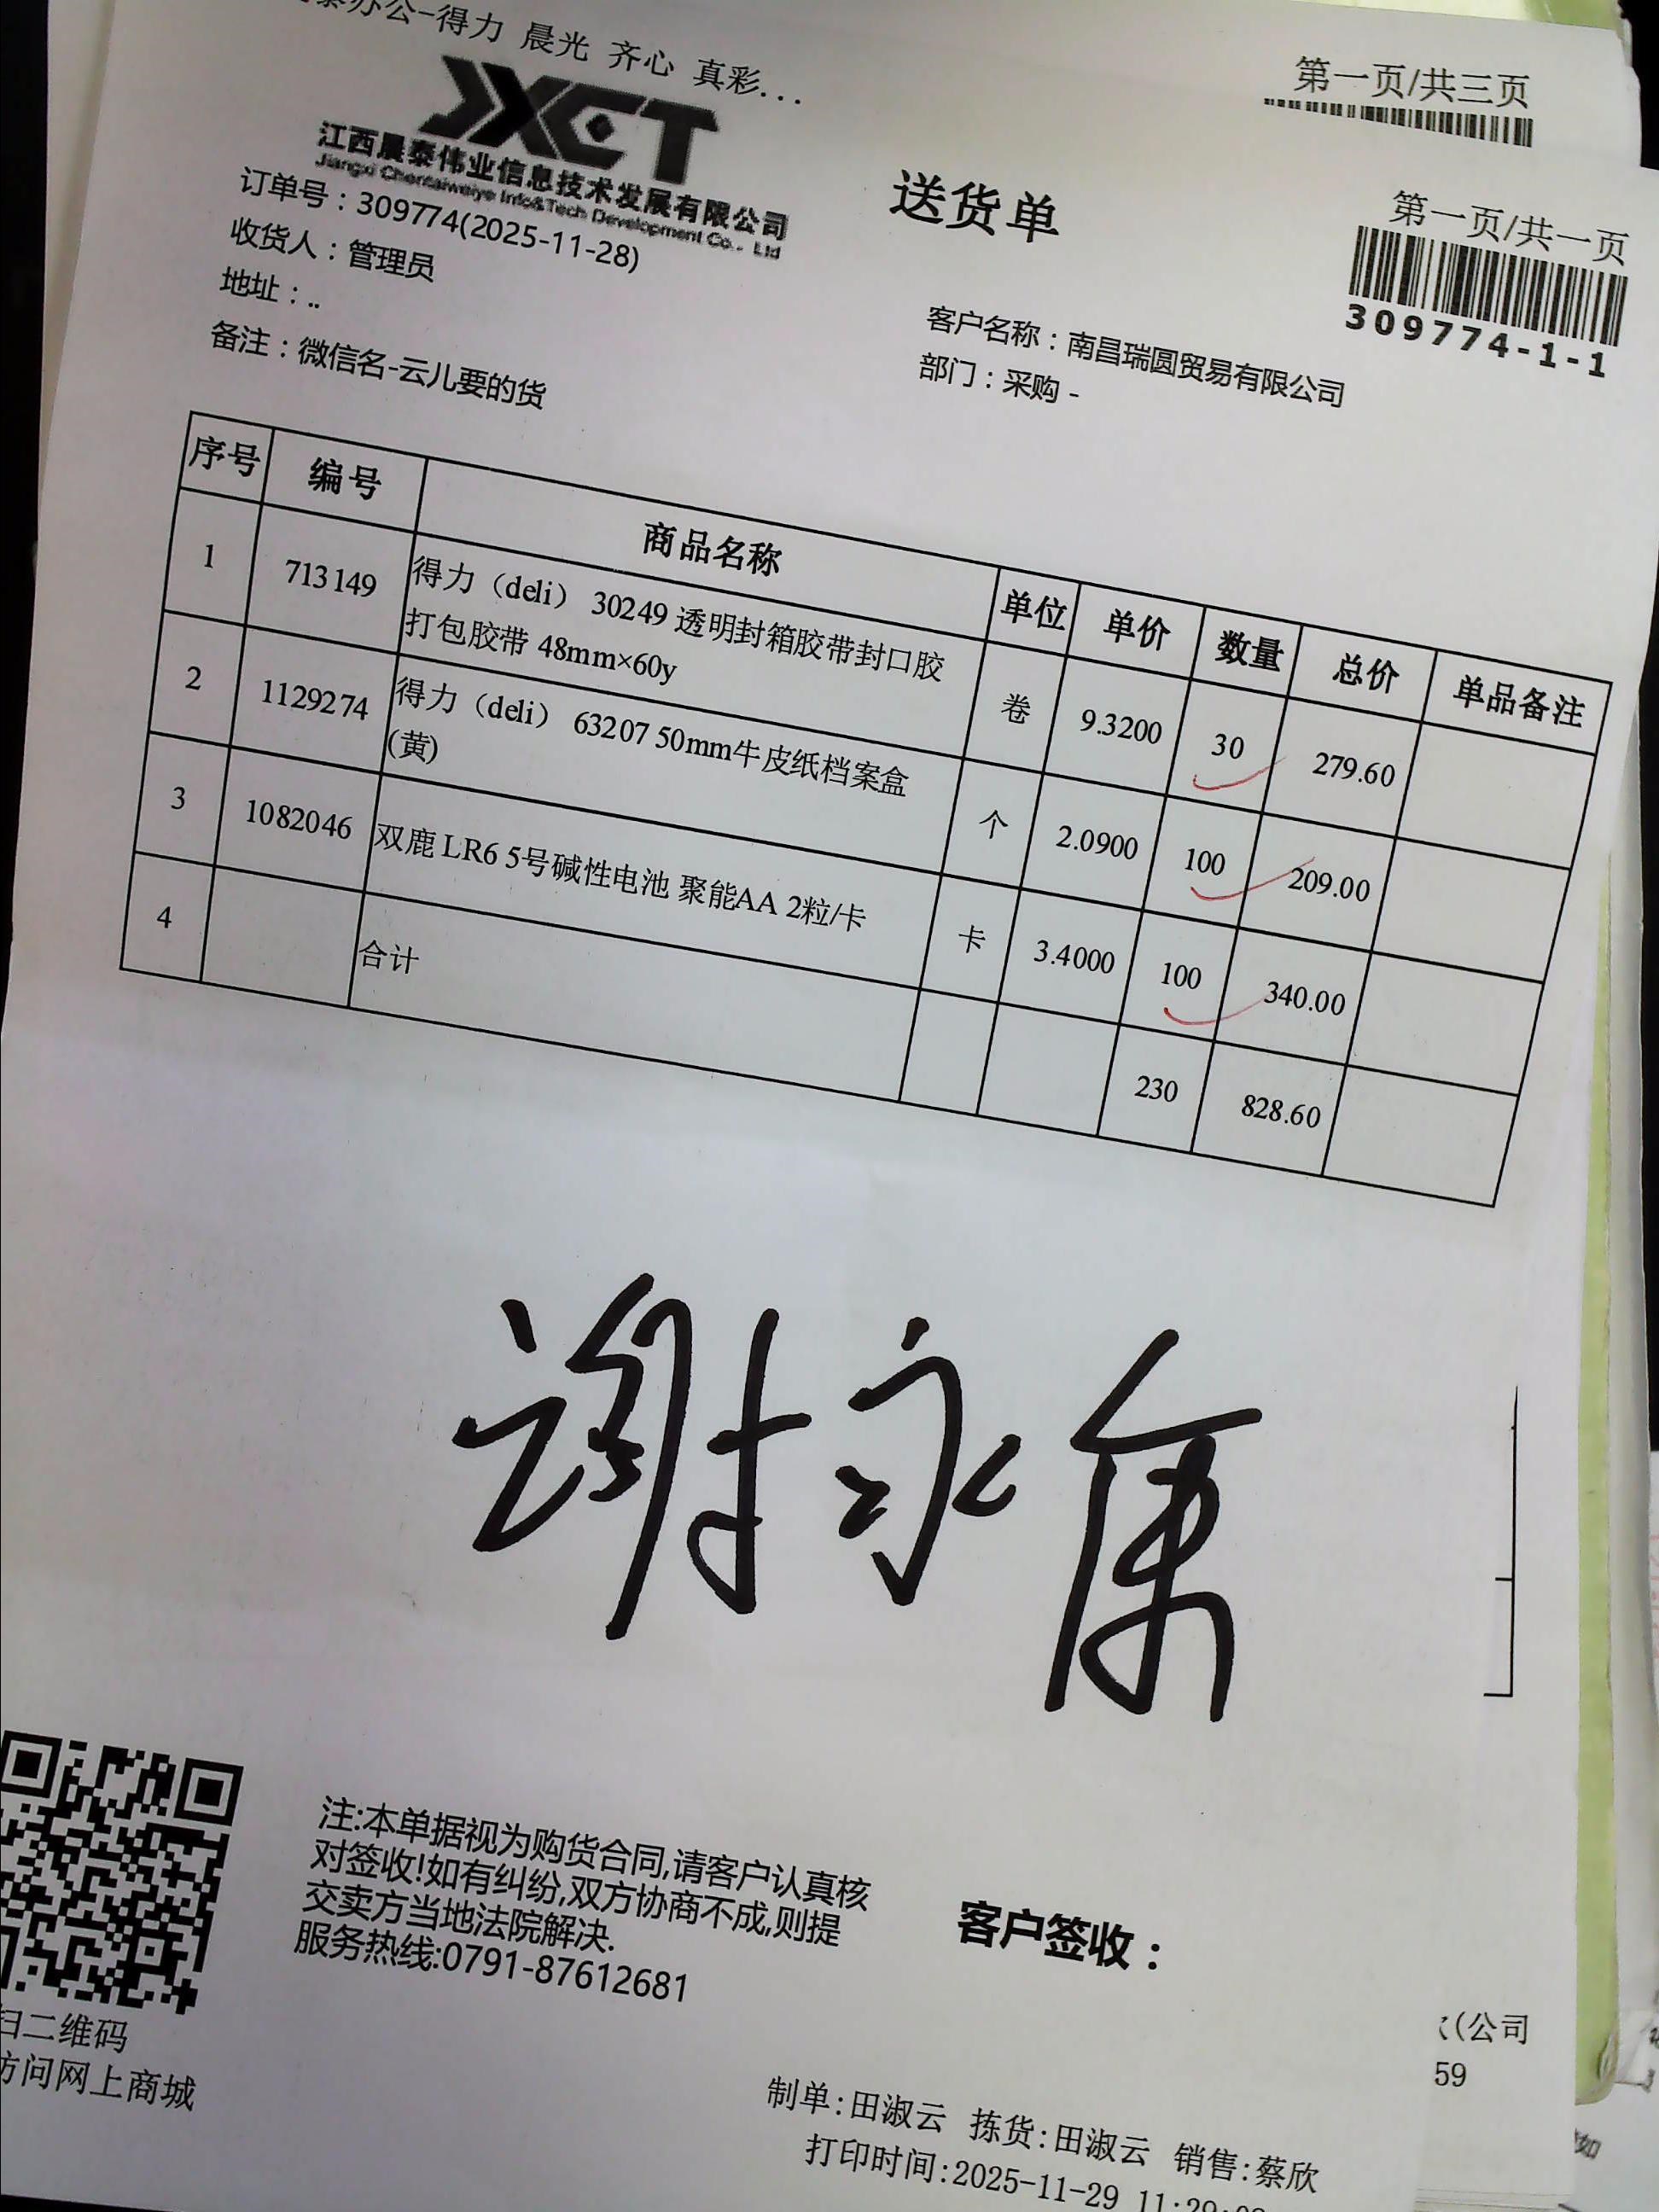 泰办公-得力 晨光 齐心 真彩...
第一页/共三页
JXCT
江西晨泰伟业信息技术发展有限公司
Jiangxi Chentaiweiye Info&Tech Development Co., Ltd
送货单
第一页/共一页
309774-1-1
订单号：309774(2025-11-28)
收货人：管理员
地址：..
备注：微信名-云儿要的货
客户名称：南昌瑞圆贸易有限公司
部门：采购 -
序号 编号 商品名称 单位 单价 数量 总价 单品备注
1 713149 得力（deli） 30249 透明封箱胶带封口胶
打包胶带 48mm×60y 卷 9.3200 30 279.60
2 1129274 得力（deli） 63207 50mm牛皮纸档案盒
(黄) 个 2.0900 100 209.00
3 1082046 双鹿 LR6 5号碱性电池 聚能AA 2粒/卡 卡 3.4000 100 340.00
4 合计 230 828.60
谢永
注:本单据视为购货合同,请客户认真核
对签收!如有纠纷,双方协商不成,则提
交卖方当地法院解决.
服务热线:0791-87612681
客户签收：
扫二维码
访问网上商城
(公司
59
制单:田淑云 拣货:田淑云 销售:蔡欣
打印时间:2025-11-29 11:29: